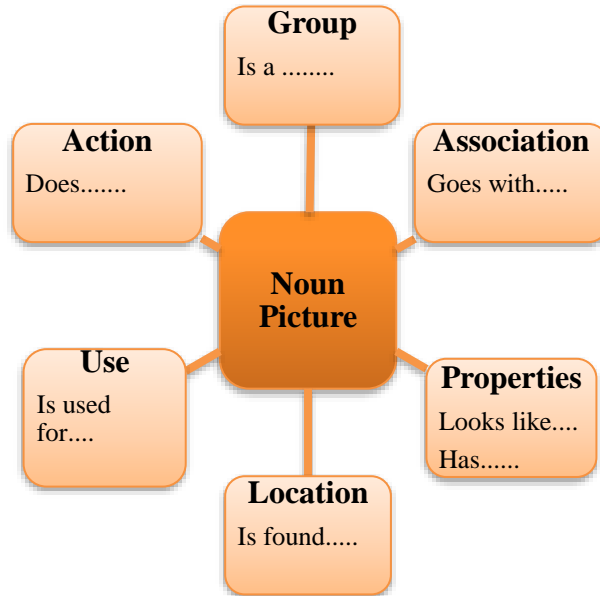 Group
Is a ........
Action
Does.......
Association
Goes with.....
Noun
Picture
Use
Is used
for....
Properties
Looks like....
Has......
Location
Is found.....